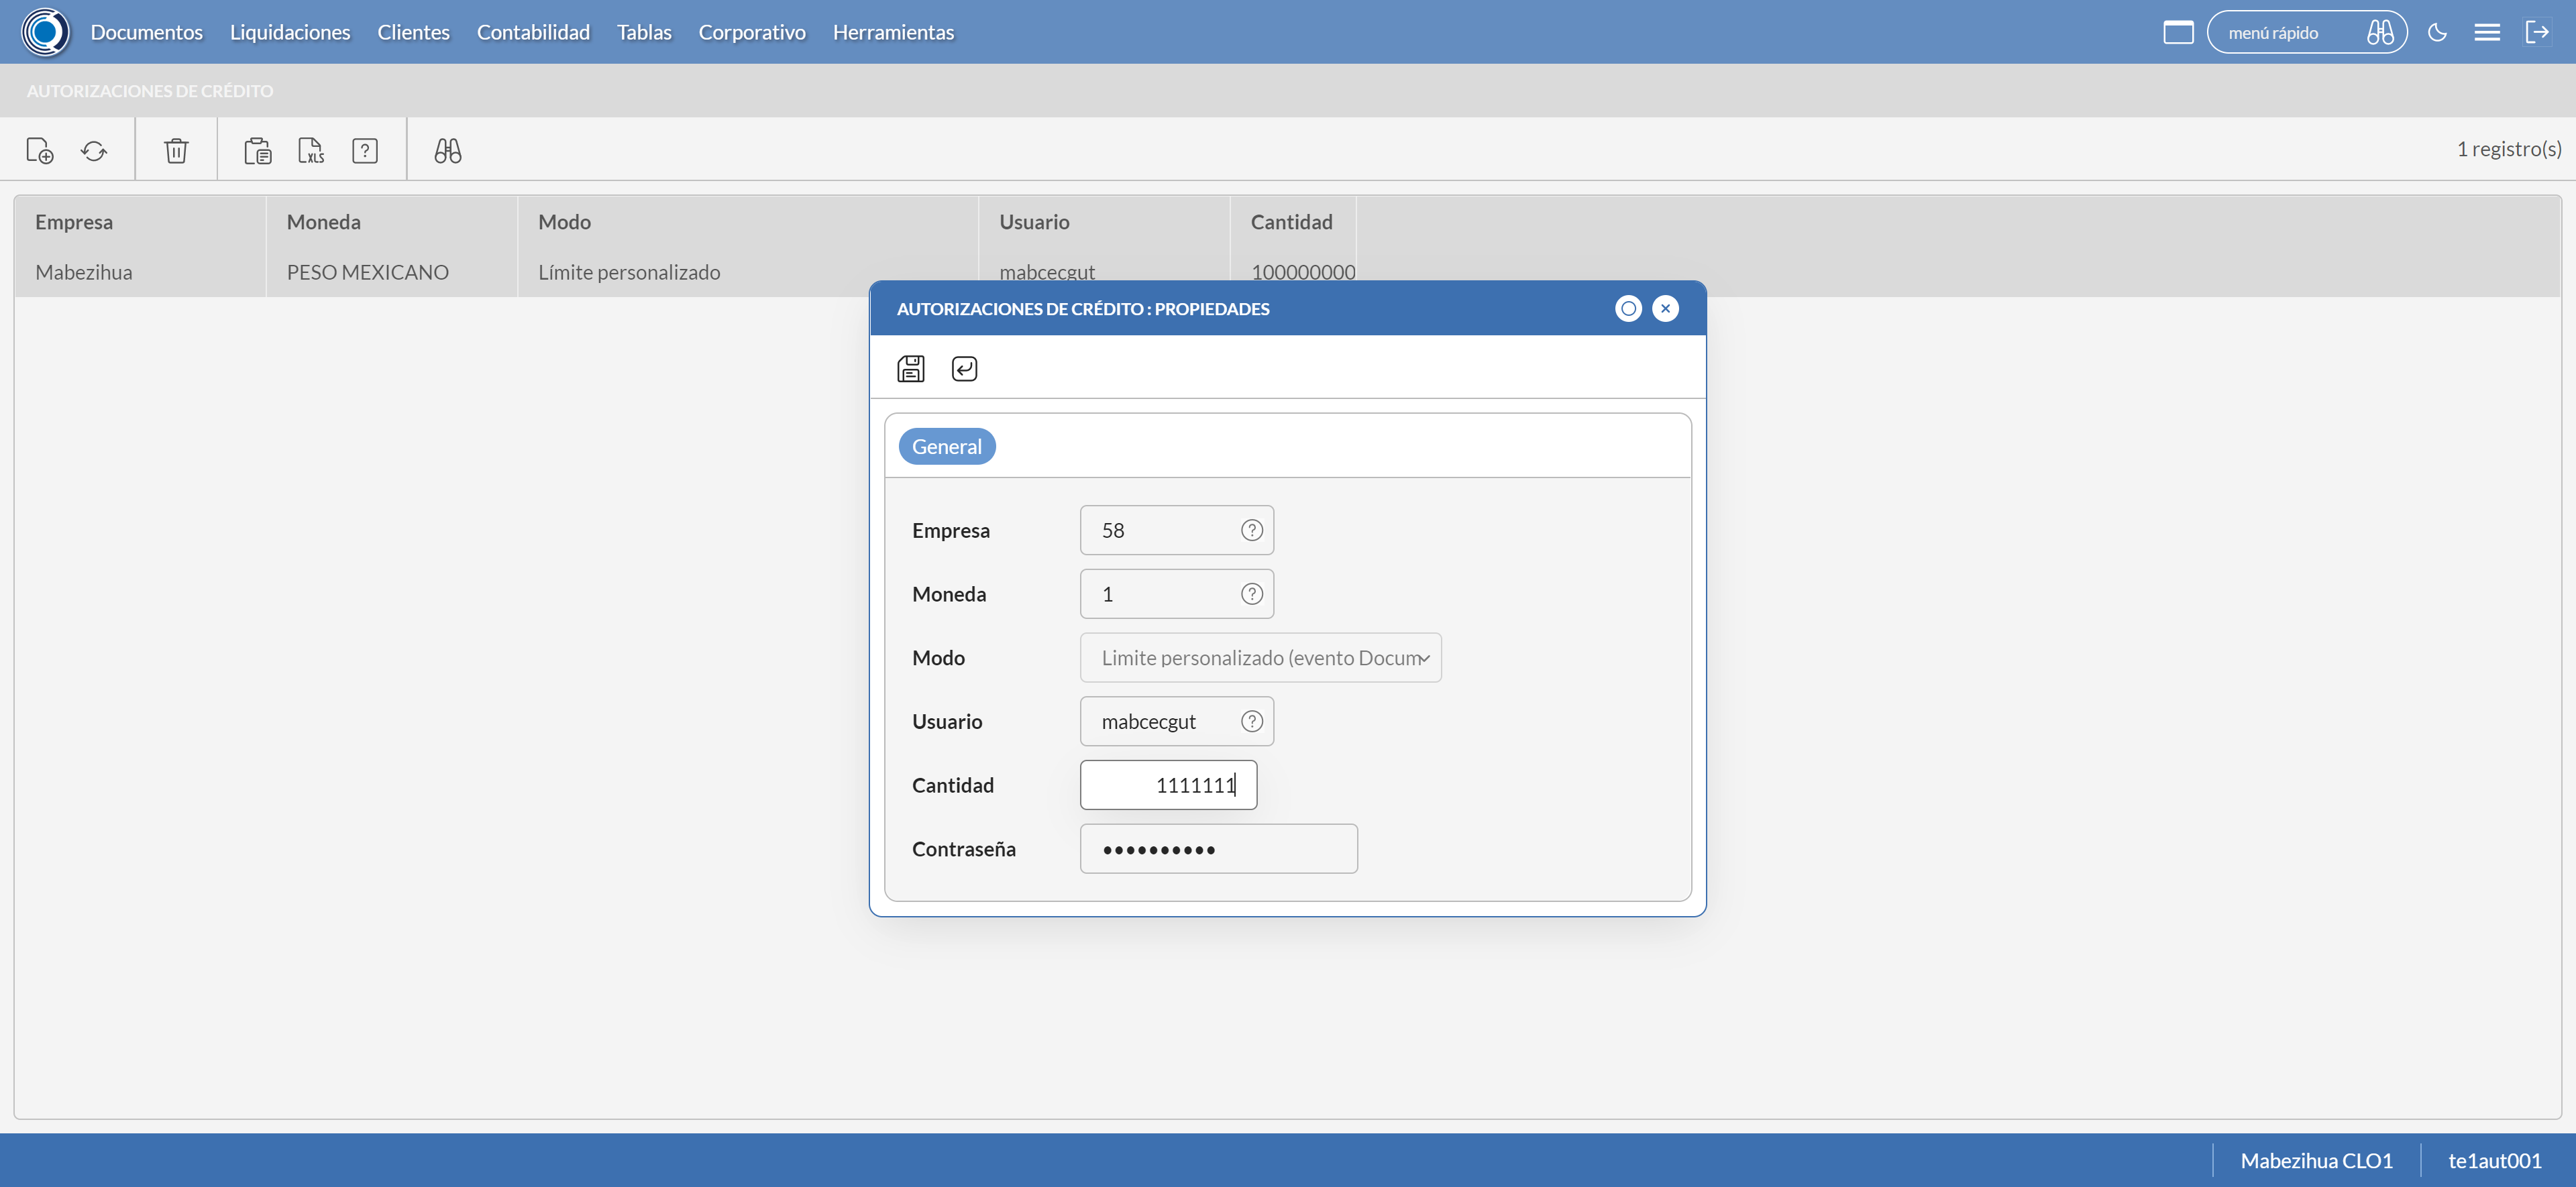 Documentos Liquidaciones Clientes Contabilidad Tablas Corporativo Herramientas menú rápido
AUTORIZACIONES DE CRÉDITO
XLS ? 1 registro(s)
Empresa Moneda Modo Usuario Cantidad
Mabezihua PESO MEXICANO Límite personalizado mabcecgut 100000000
AUTORIZACIONES DE CRÉDITO : PROPIEDADES
General
Empresa 58 ?
Moneda 1 ?
Modo Limite personalizado (evento Docum
Usuario mabcecgut ?
Cantidad 1111111
Contraseña ••••••••••
Mabezihua CLO1 te1aut001